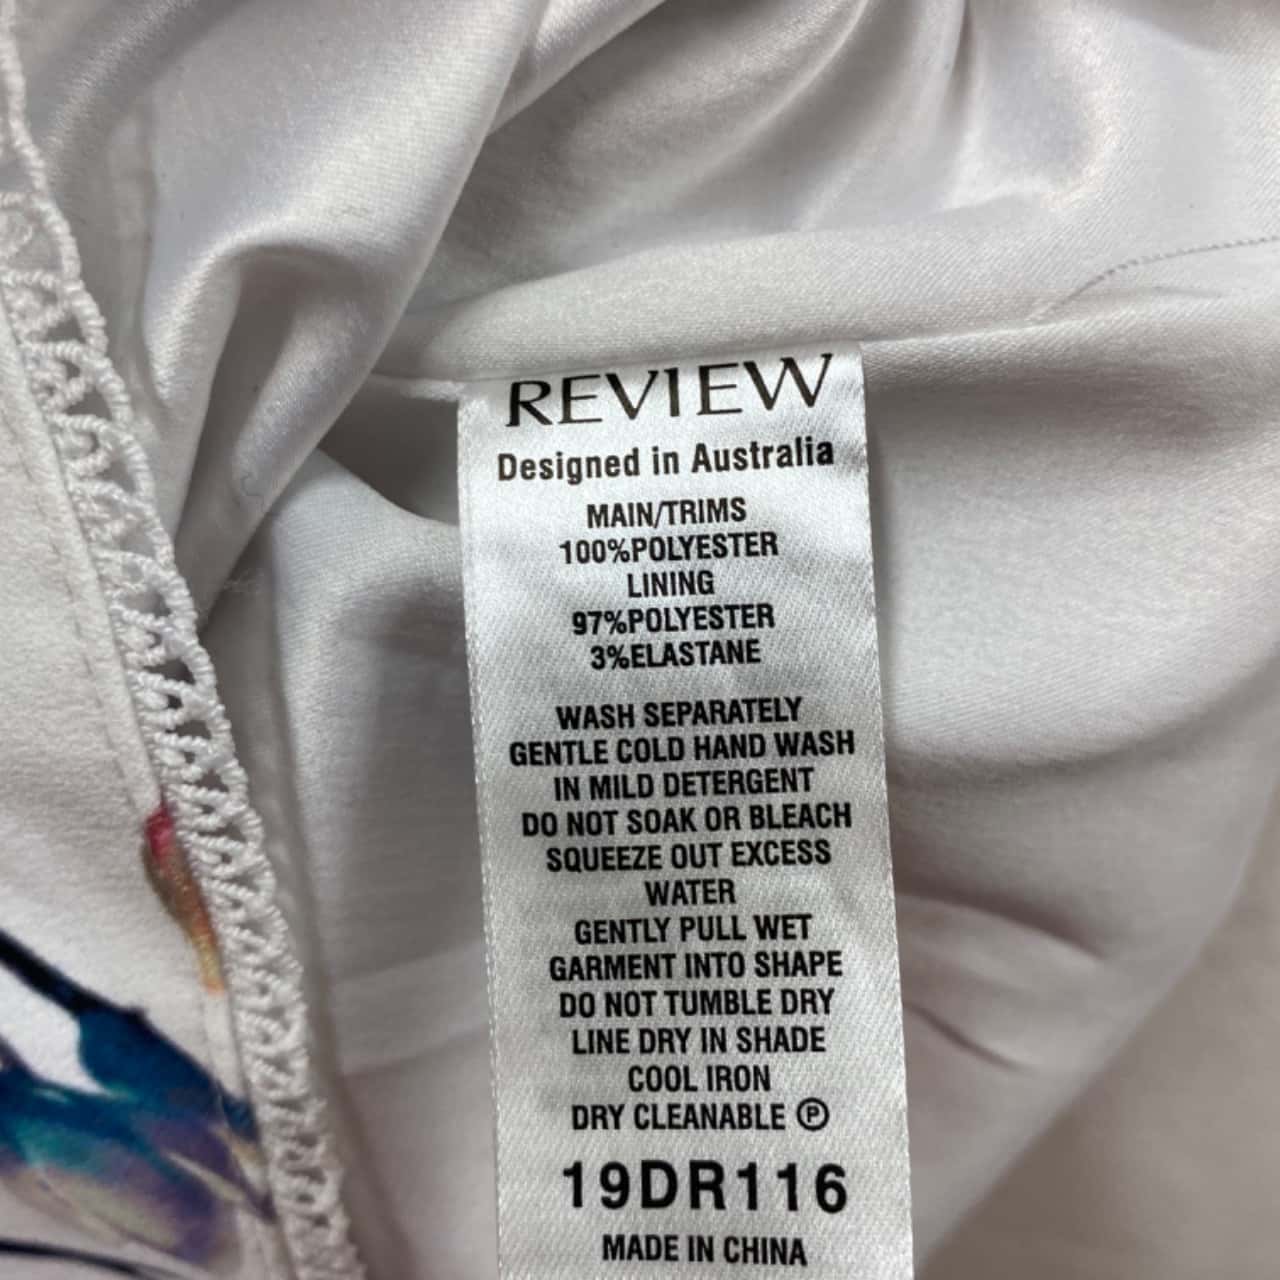 REVIEW
Designed in Australia
MAIN/TRIMS
100%POLYESTER
LINING
97%POLYESTER
3%ELASTANE
WASH SEPARATELY
GENTLE COLD HAND WASH
IN MILD DETERGENT
DO NOT SOAK OR BLEACH
SQUEEZE OUT EXCESS
WATER
GENTLY PULL WET
GARMENT INTO SHAPE
DO NOT TUMBLE DRY
LINE DRY IN SHADE
COOL IRON
DRY CLEANABLE Ⓟ
19DR116
MADE IN CHINA